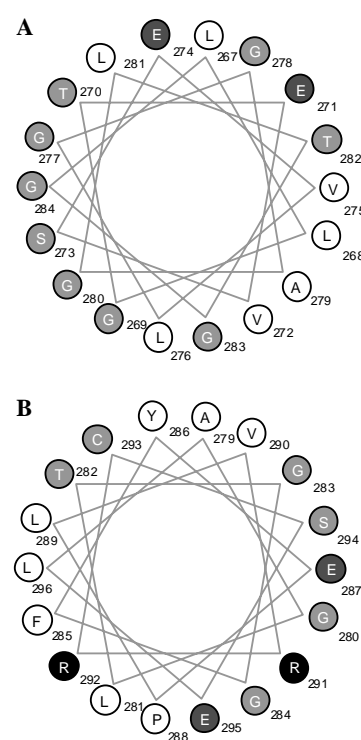 A
E
L
G
L
274
267
278
281
E
T
270
271
G
T
277
282
G
V
284
275
S
L
273
268
G
A
280
279
G
V
269
272
L
G
276
283
B
Y
A
V
C
286
279
290
293
T
G
282
283
L
S
289
294
L
E
296
287
F
G
285
280
R
R
292
291
L
G
281
284
P
E
288
295